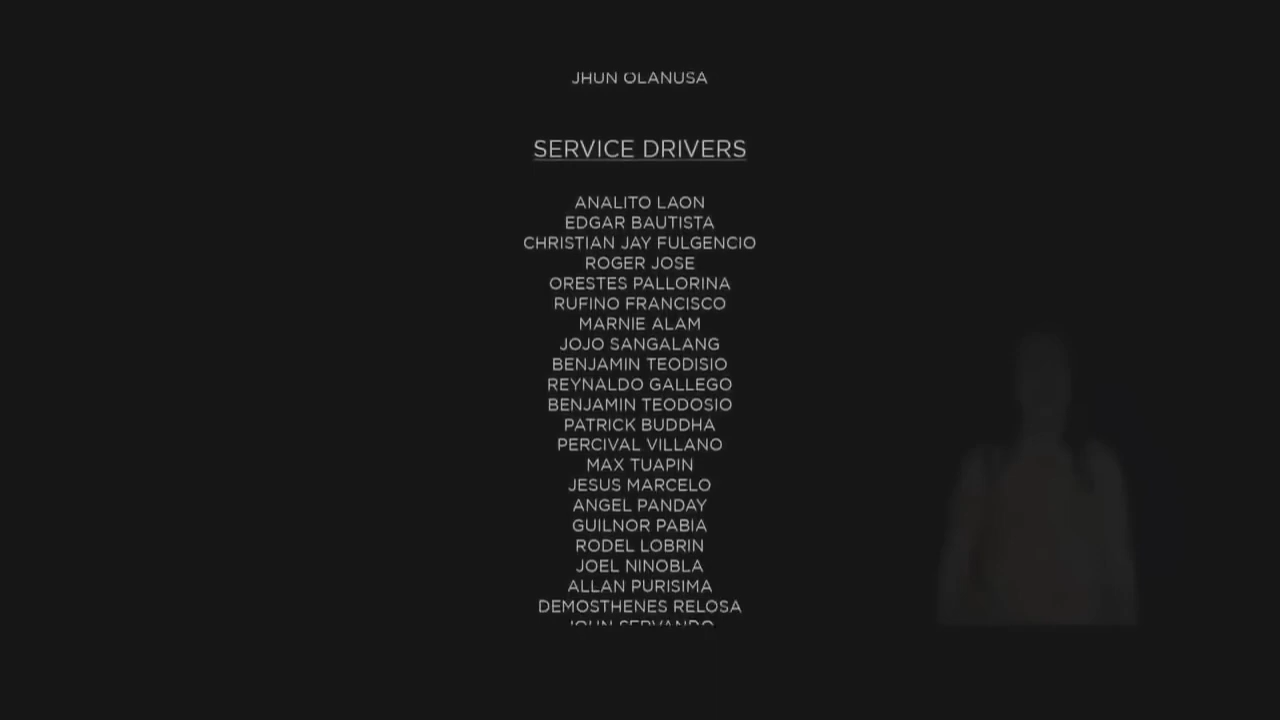 JHUN OLANUSA
SERVICE DRIVERS
ANALITO LAON
EDGAR BAUTISTA
CHRISTIAN JAY FULGENCIO
ROGER JOSE
ORESTES PALLORINA
RUFINO FRANCISCO
MARNIE ALAM
JOJO SANGALANG
BENJAMIN TEODISIO
REYNALDO GALLEGO
BENJAMIN TEODOSIO
PATRICK BUDDHA
PERCIVAL VILLANO
MAX TUAPIN
JESUS MARCELO
ANGEL PANDAY
GUILNOR PABIA
RODEL LOBRIN
JOEL NINOBLA
ALLAN PURISIMA
DEMOSTHENES RELOSA
SERVANDO